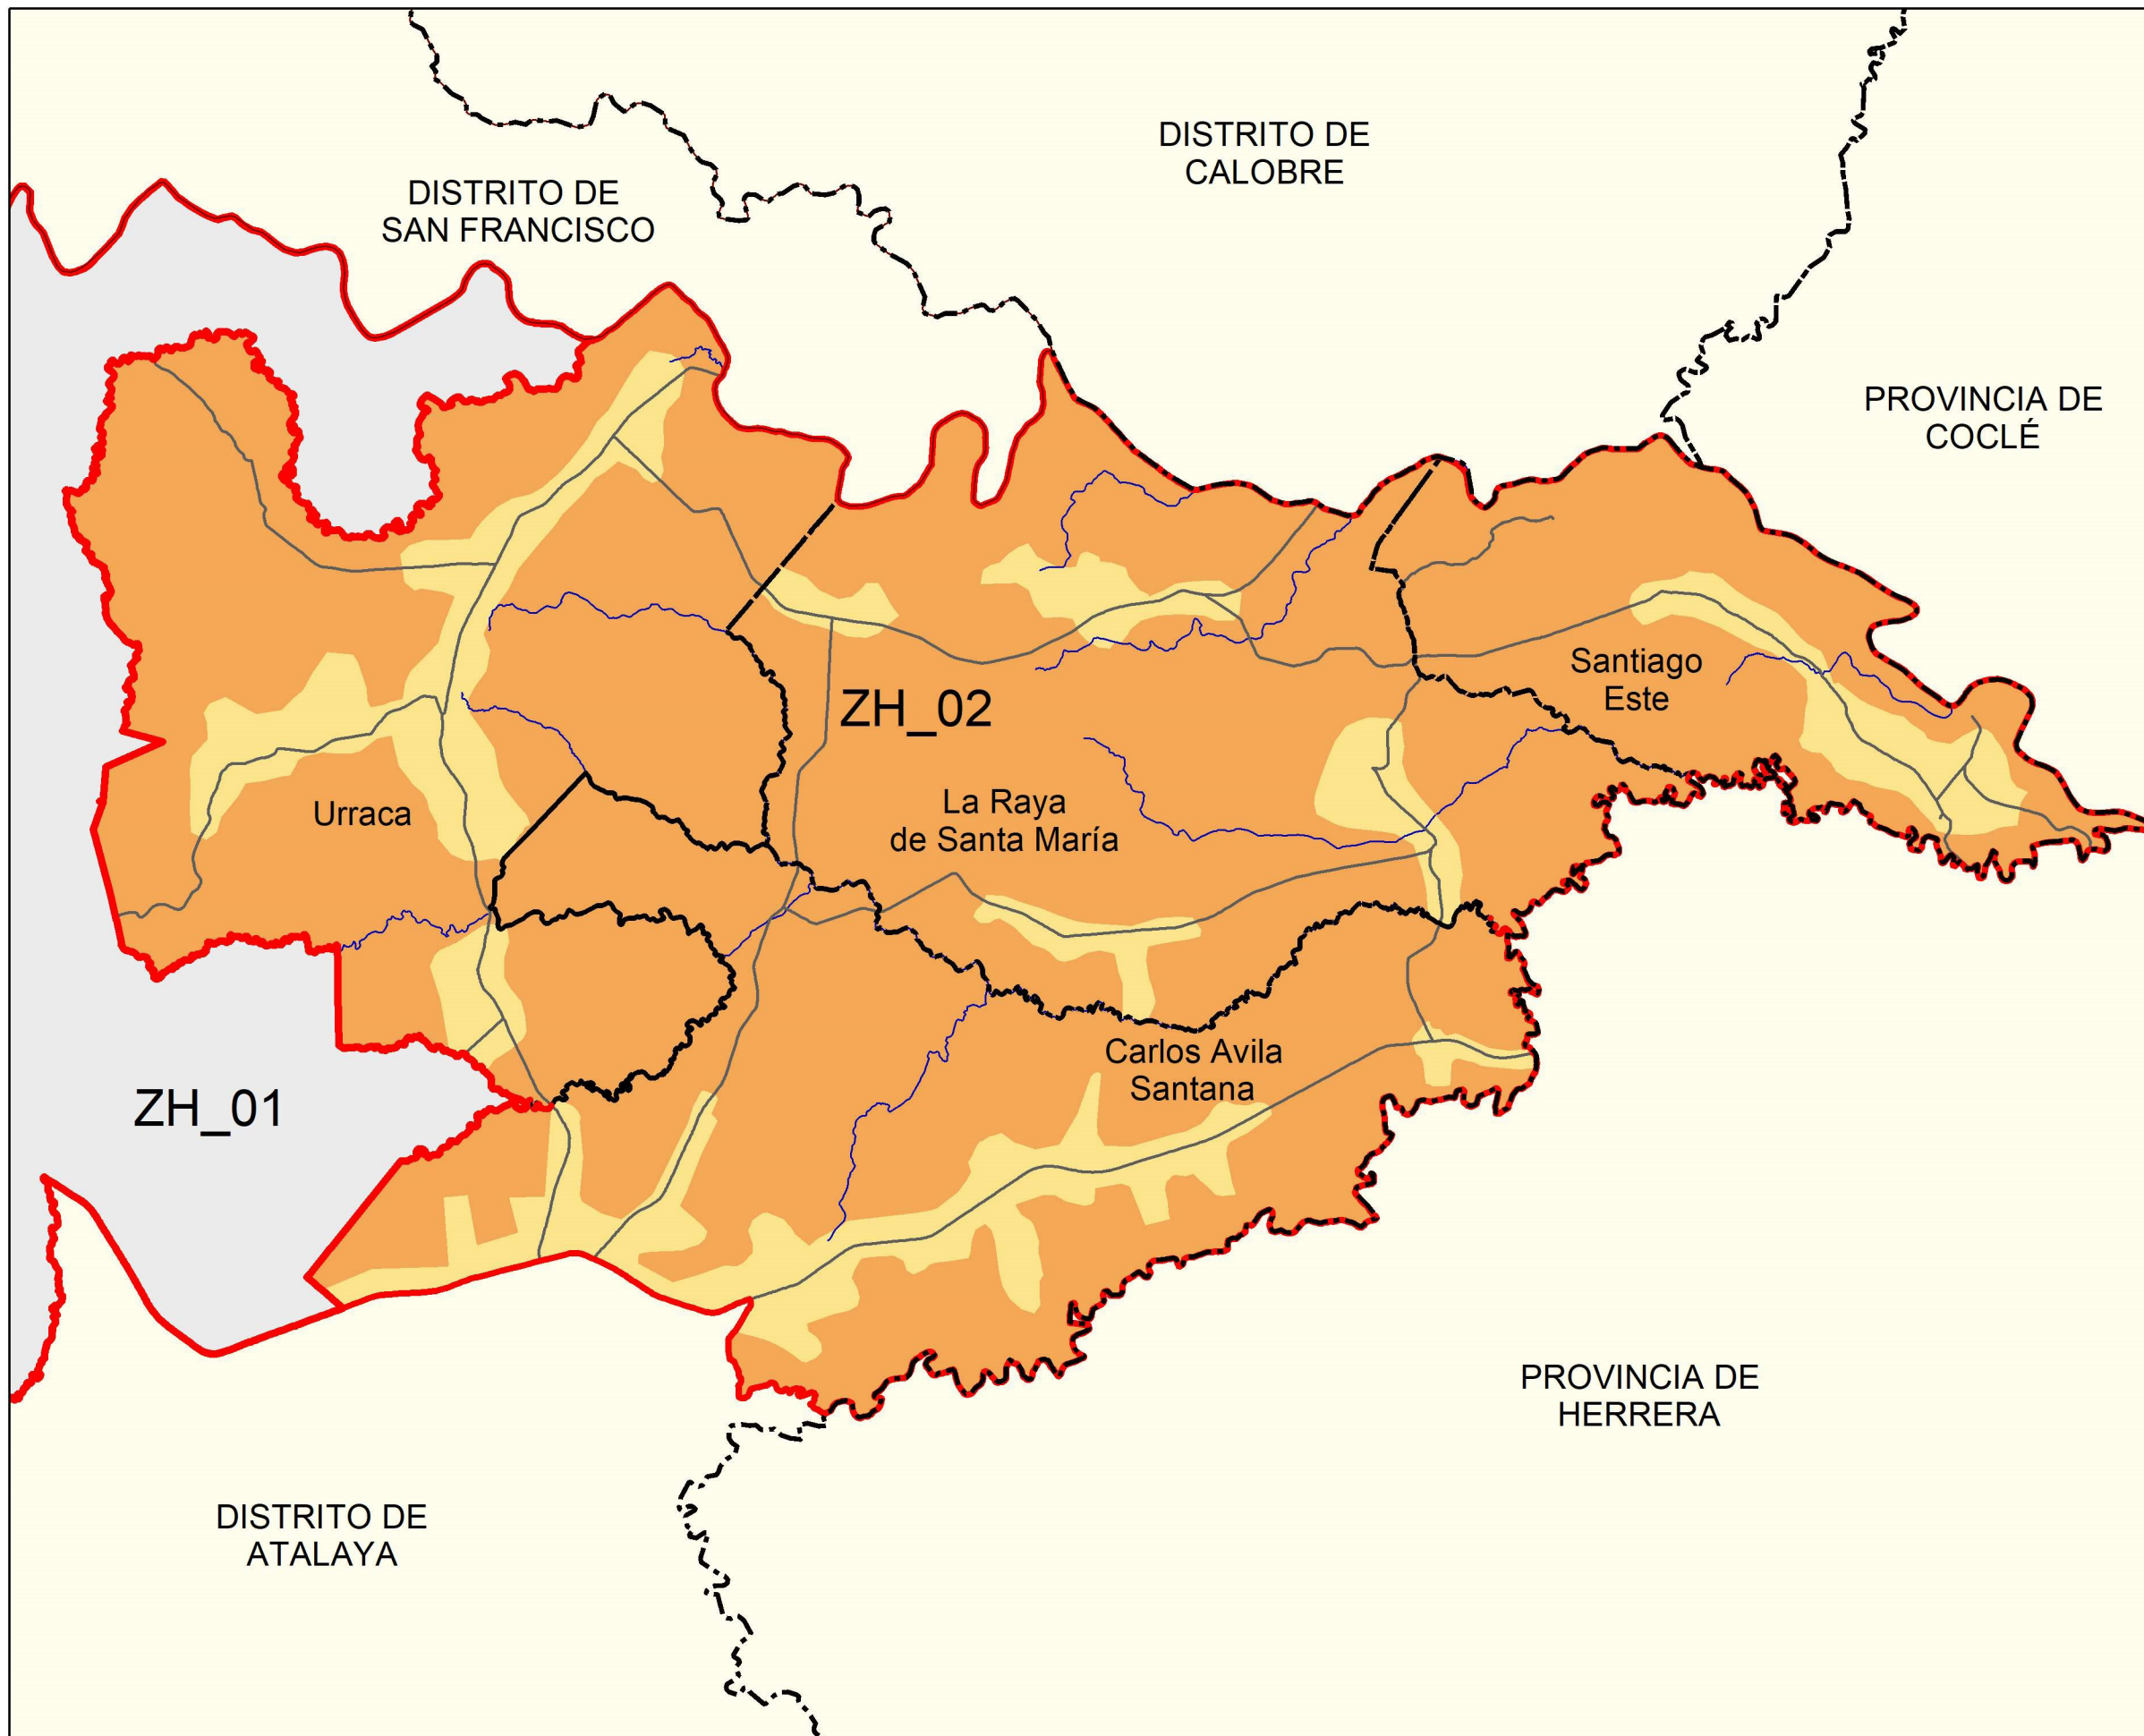 DISTRITO DE
CALOBRE
DISTRITO DE
SAN FRANCISCO
PROVINCIA DE
COCLÉ
Santiago
Este
ZH_02
Urraca
La Raya
de Santa María
Carlos Avila
Santana
ZH_01
PROVINCIA DE
HERRERA
DISTRITO DE
ATALAYA